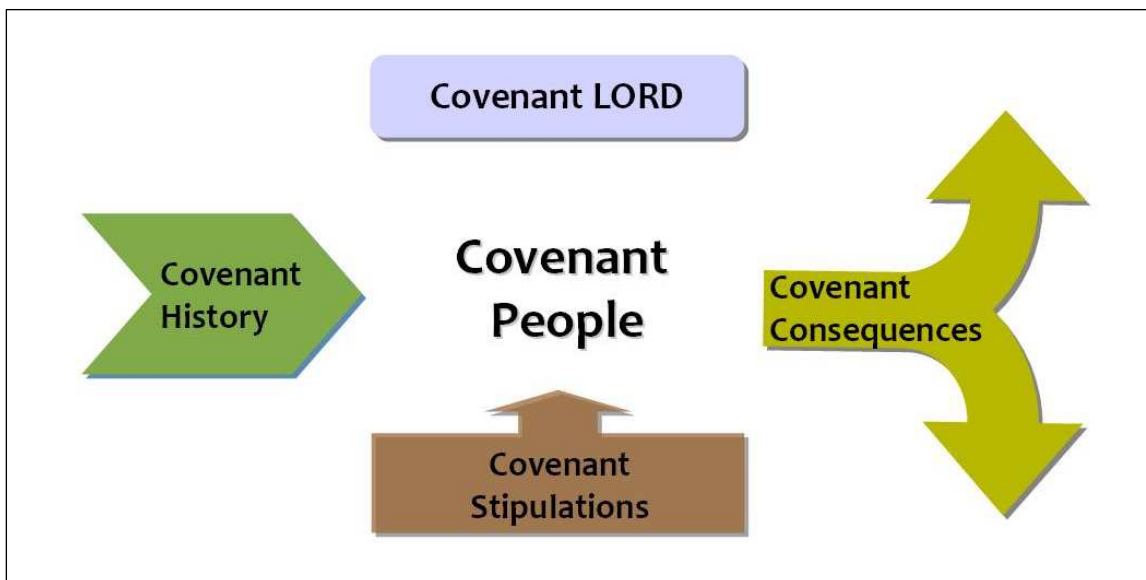 Covenant LORD
Covenant
History
Covenant
People
Covenant
Consequences
Covenant
Stipulations